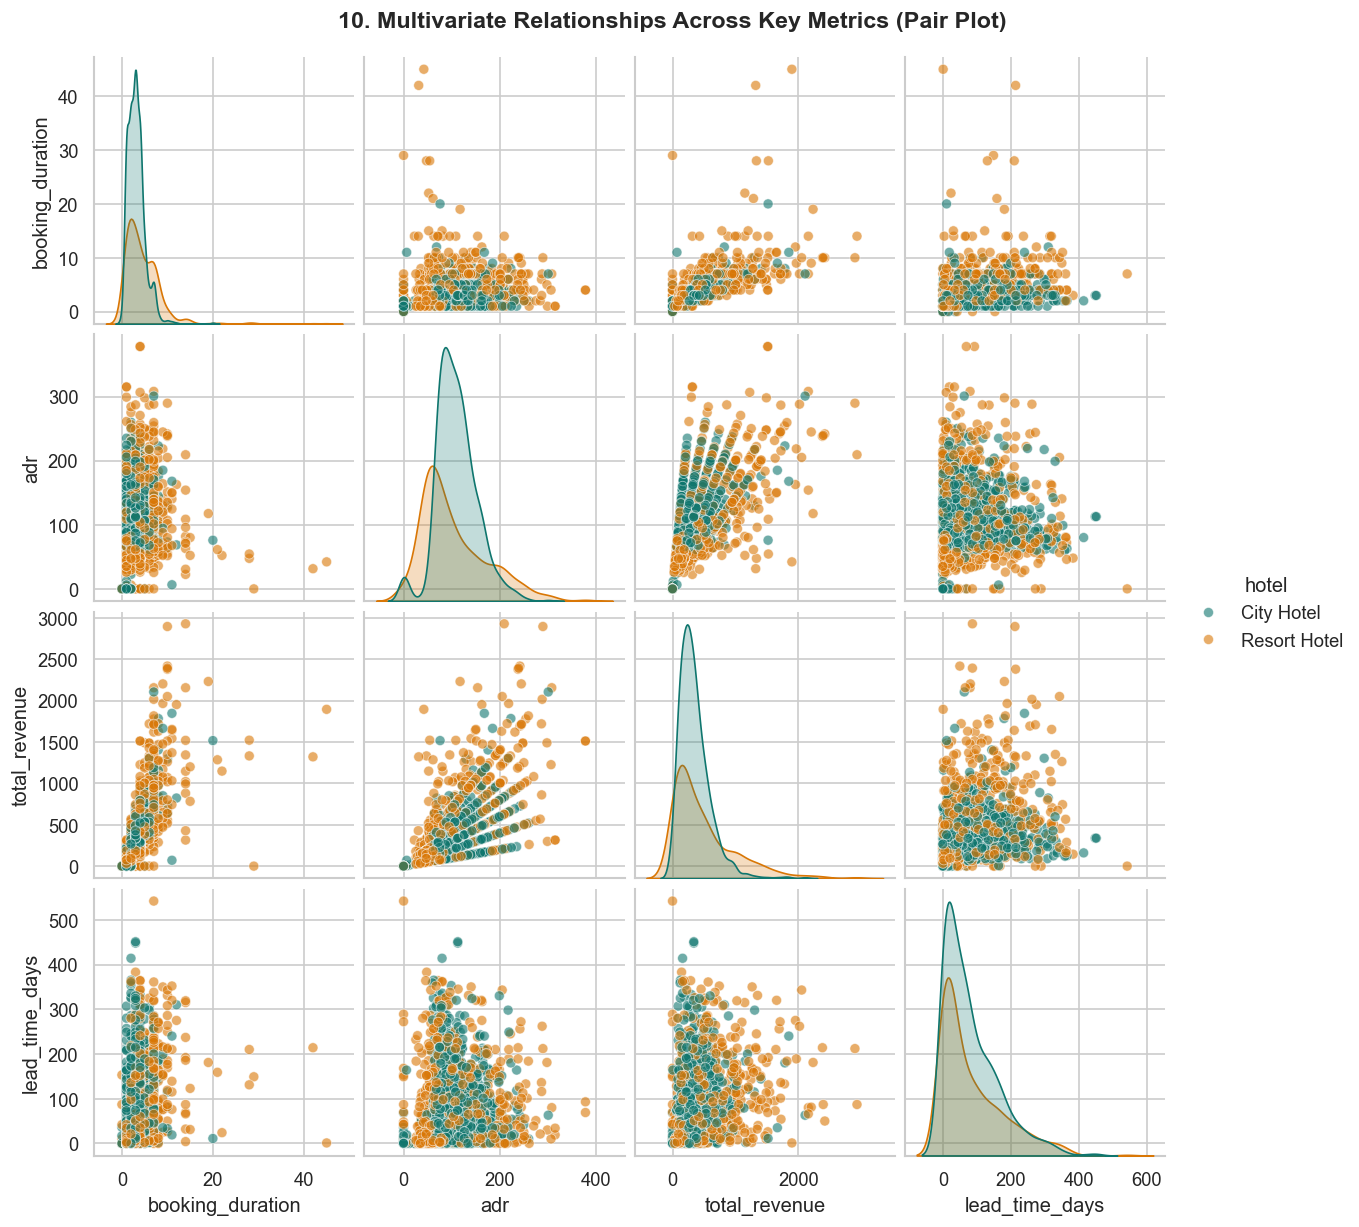 10. Multivariate Relationships Across Key Metrics (Pair Plot)
booking_duration
40
30
20
10
0
adr
300
200
100
0
total_revenue
3000
2500
2000
1500
1000
500
0
lead_time_days
500
400
300
200
100
0
0 20 40
booking_duration
0 200 400
adr
0 2000
total_revenue
0 200 400 600
lead_time_days
hotel
City Hotel
Resort Hotel